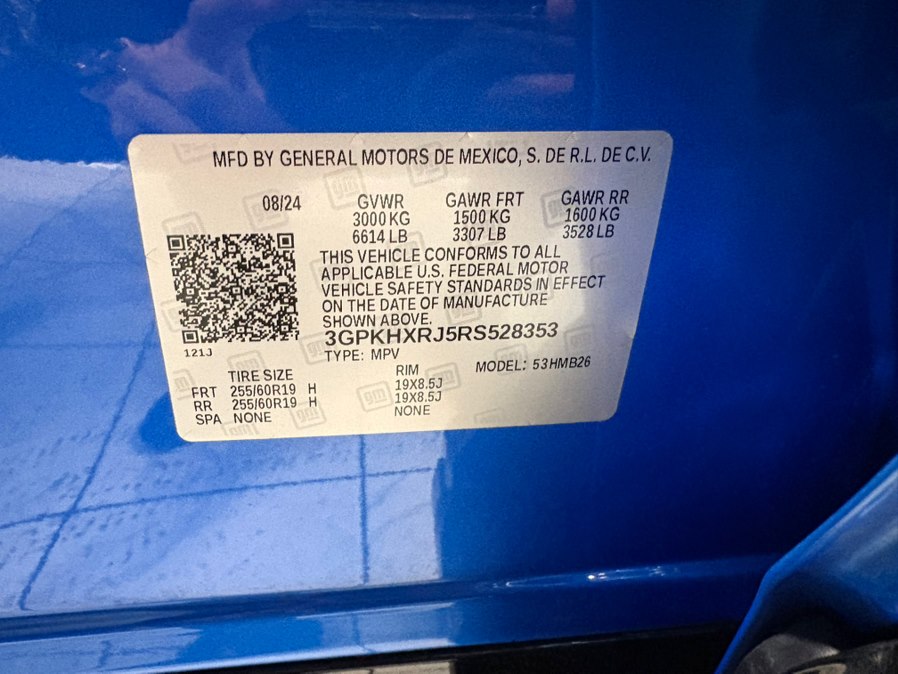 MFD BY GENERAL MOTORS DE MEXICO, S. DE R.L. DE C.V.
08/24 GVWR GAWR FRT GAWR RR
3000 KG 1500 KG 1600 KG
6614 LB 3307 LB 3528 LB
THIS VEHICLE CONFORMS TO ALL
APPLICABLE U.S. FEDERAL MOTOR
VEHICLE SAFETY STANDARDS IN EFFECT
ON THE DATE OF MANUFACTURE
SHOWN ABOVE.
3GPKHXRJ5RS528353
121J
TYPE: MPV MODEL: 53HMB26
TIRE SIZE RIM
FRT 255/60R19 H 19X8.5J
RR 255/60R19 H 19X8.5J
SPA NONE NONE
gm